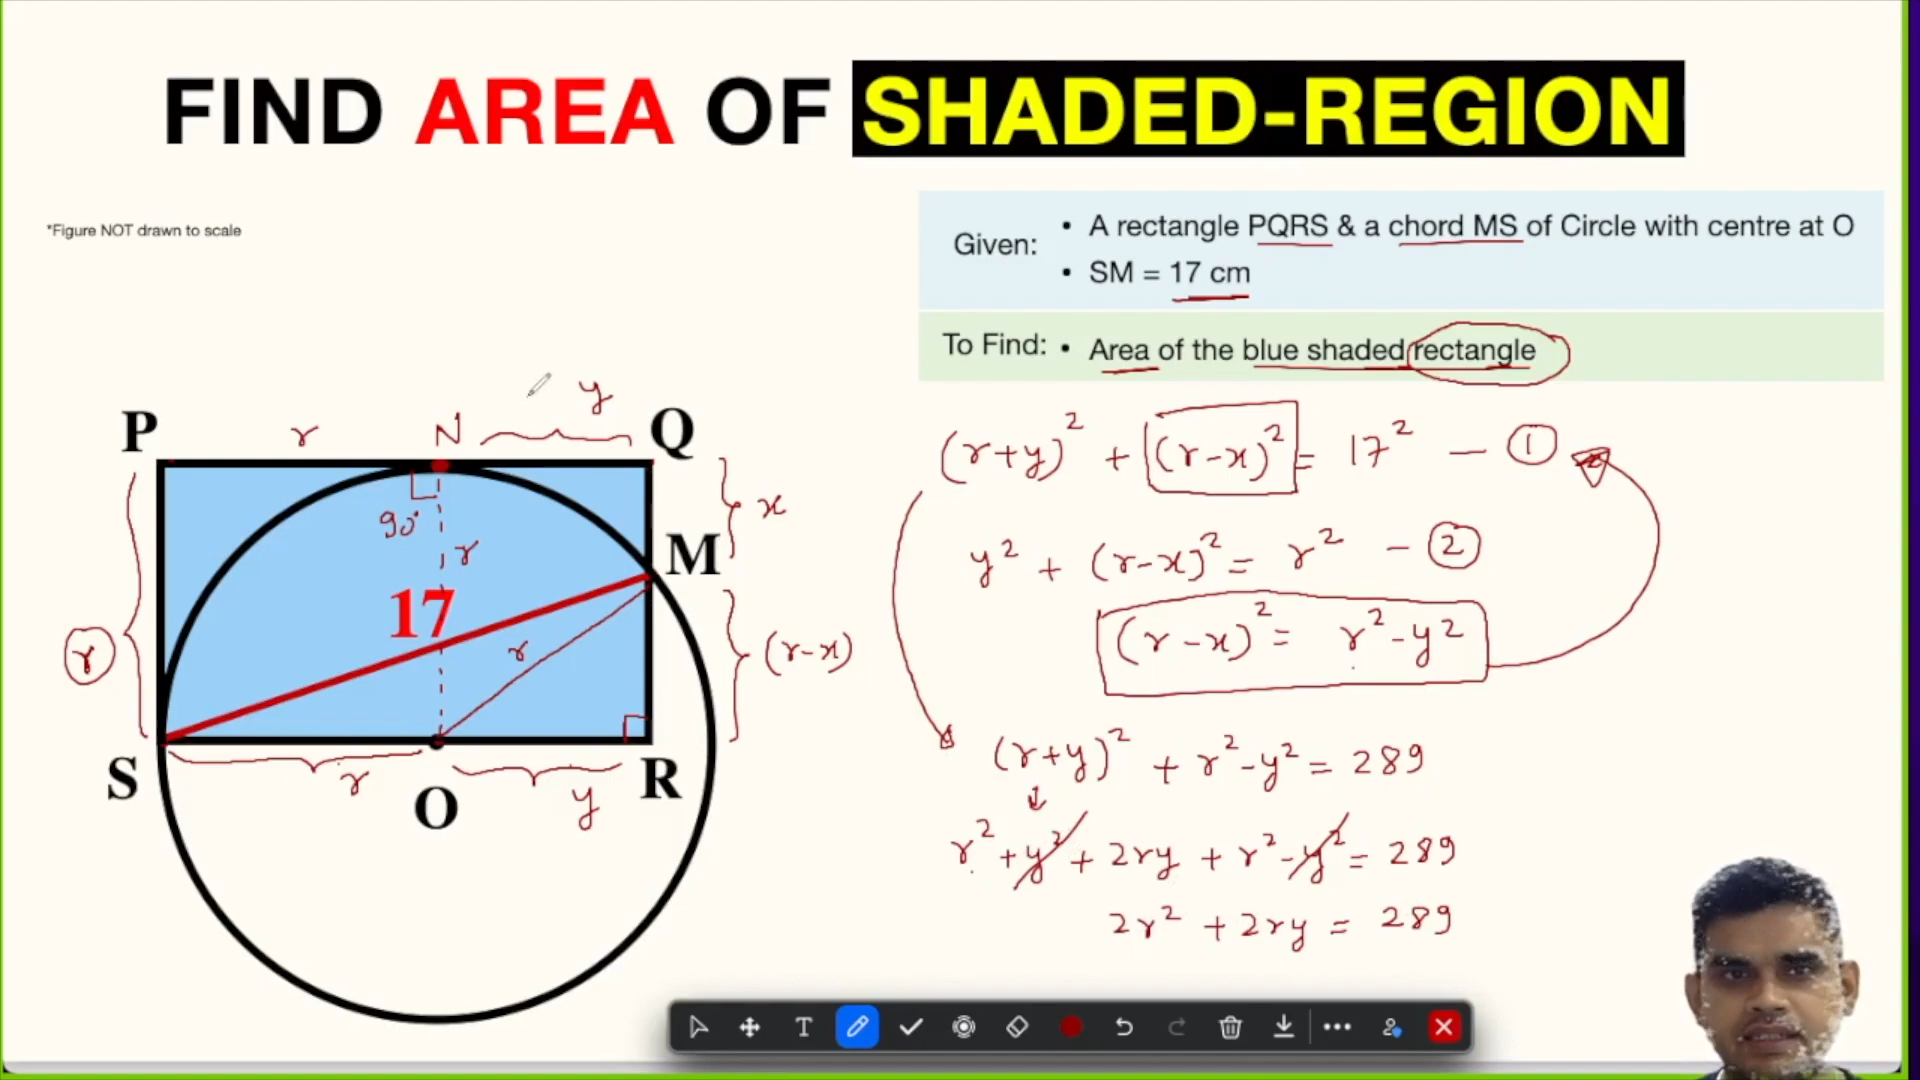 FIND AREA OF SHADED-REGION
*Figure NOT drawn to scale
Given:
• A rectangle PQRS & a chord MS of Circle with centre at O
• SM = 17 cm
To Find: • Area of the blue shaded rectangle
P r N y Q
x
90°
r
M
17
r
r
(r-x)
S r O y R
(r+y)² + (r-x)² = 17² — ①
y² + (r-x)² = r² - ②
(r-x)² = r²-y²
(r+y)² + r²-y² = 289
r² + y² + 2ry + r² - y² = 289
2r² + 2ry = 289
T